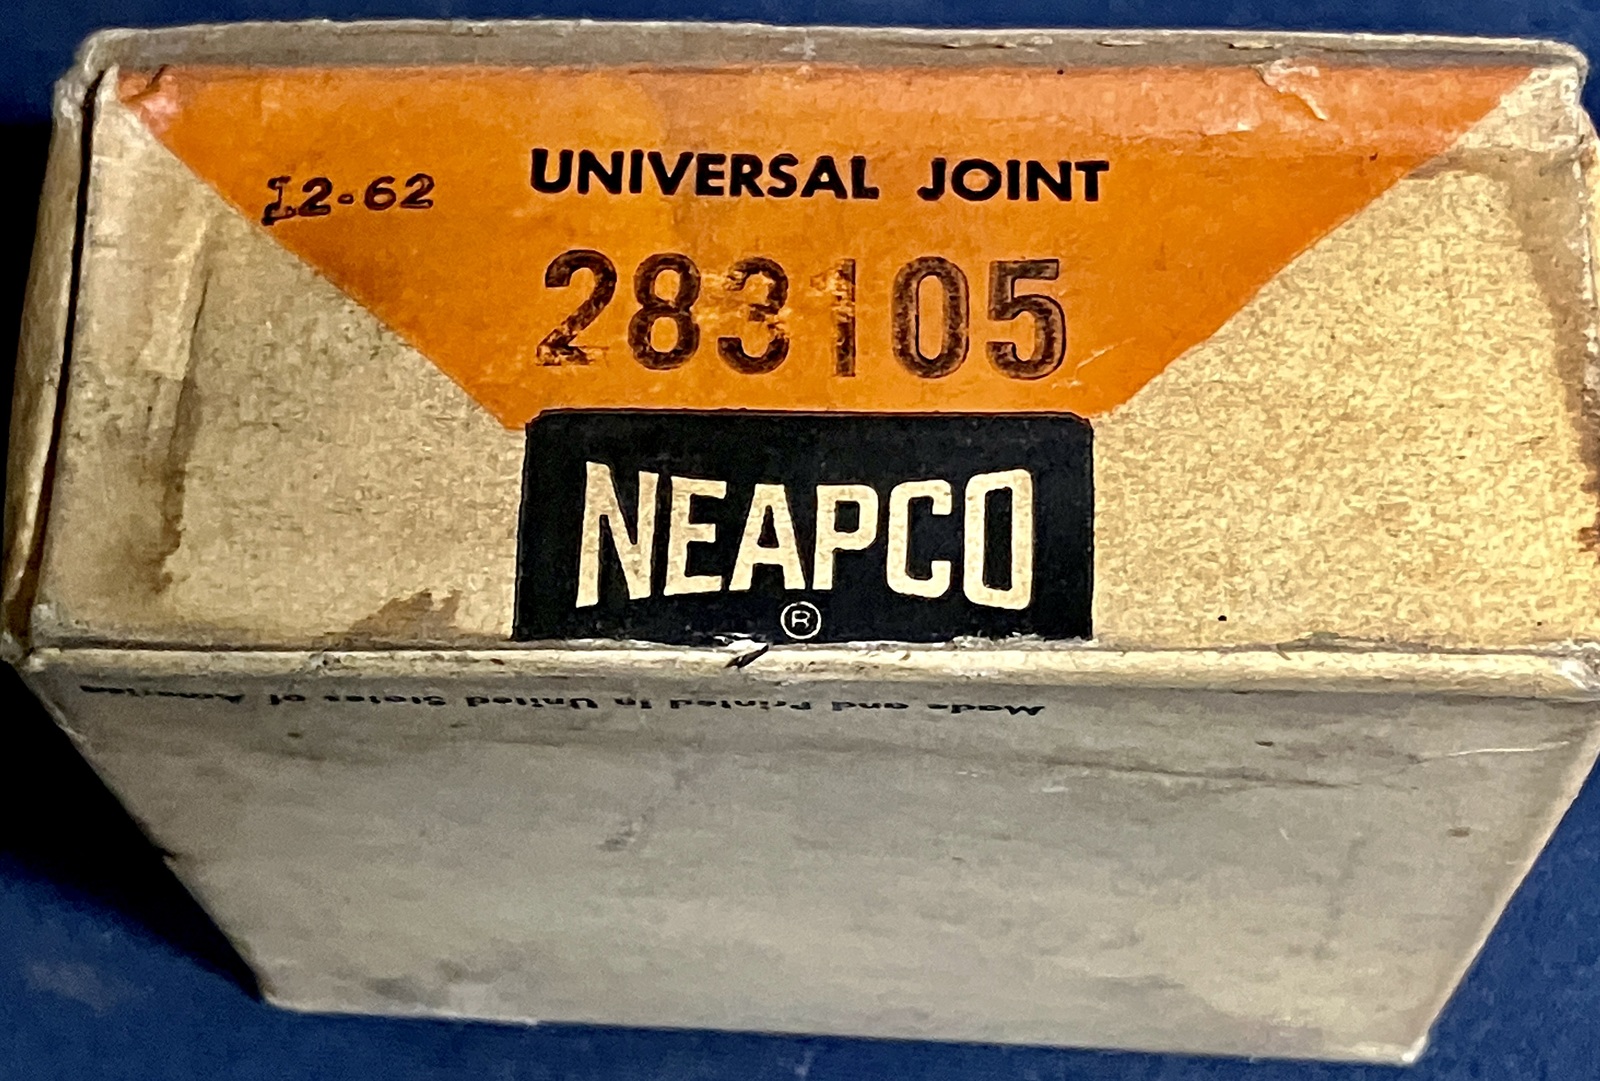 12-62
UNIVERSAL JOINT
283105
NEAPCO
®
Made and Printed in United States of America